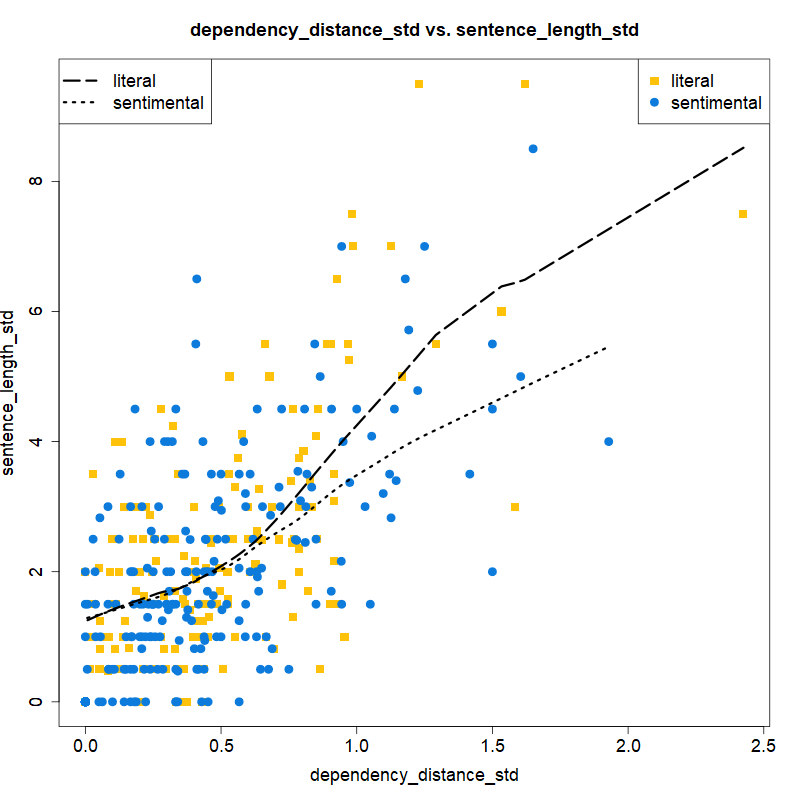 dependency_distance_std vs. sentence_length_std
literal
sentimental
literal
sentimental
sentence_length_std
8
6
4
2
0
0.0 0.5 1.0 1.5 2.0 2.5
dependency_distance_std